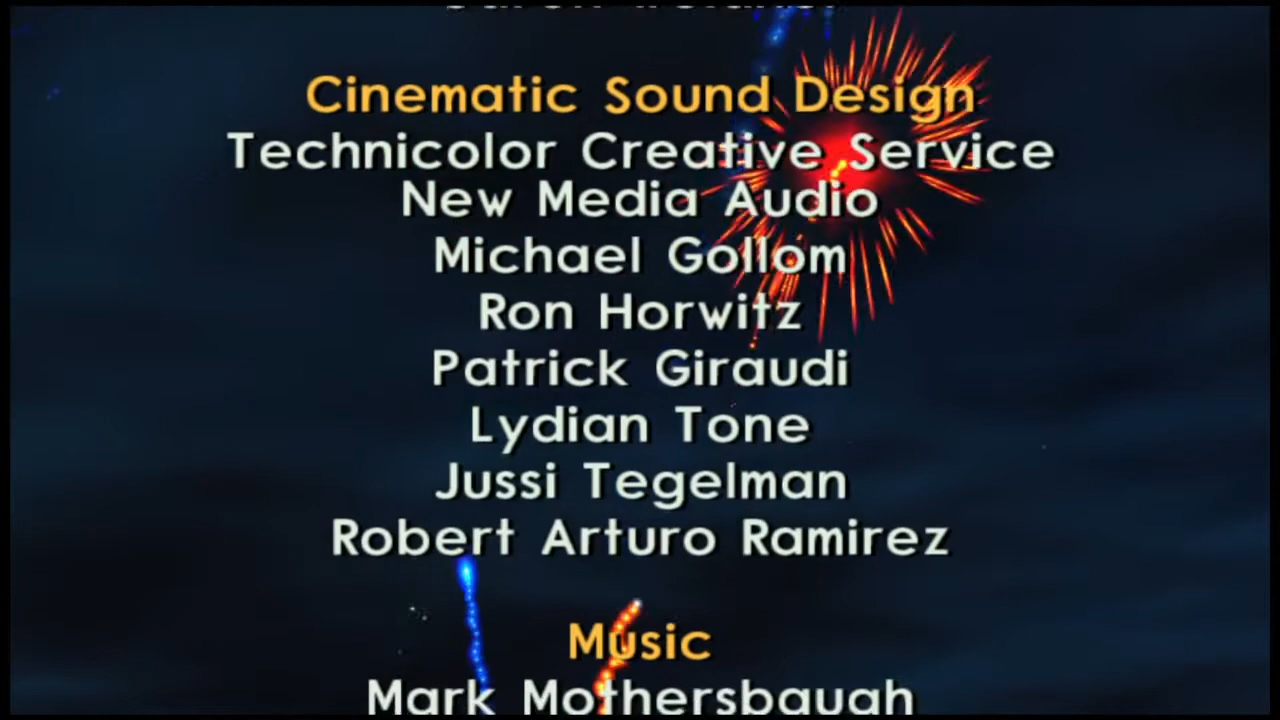 Cinematic Sound Design
Technicolor Creative Service
New Media Audio
Michael Gollom
Ron Horwitz
Patrick Giraudi
Lydian Tone
Jussi Tegelman
Robert Arturo Ramirez
Music
Mark Mothersbaugh